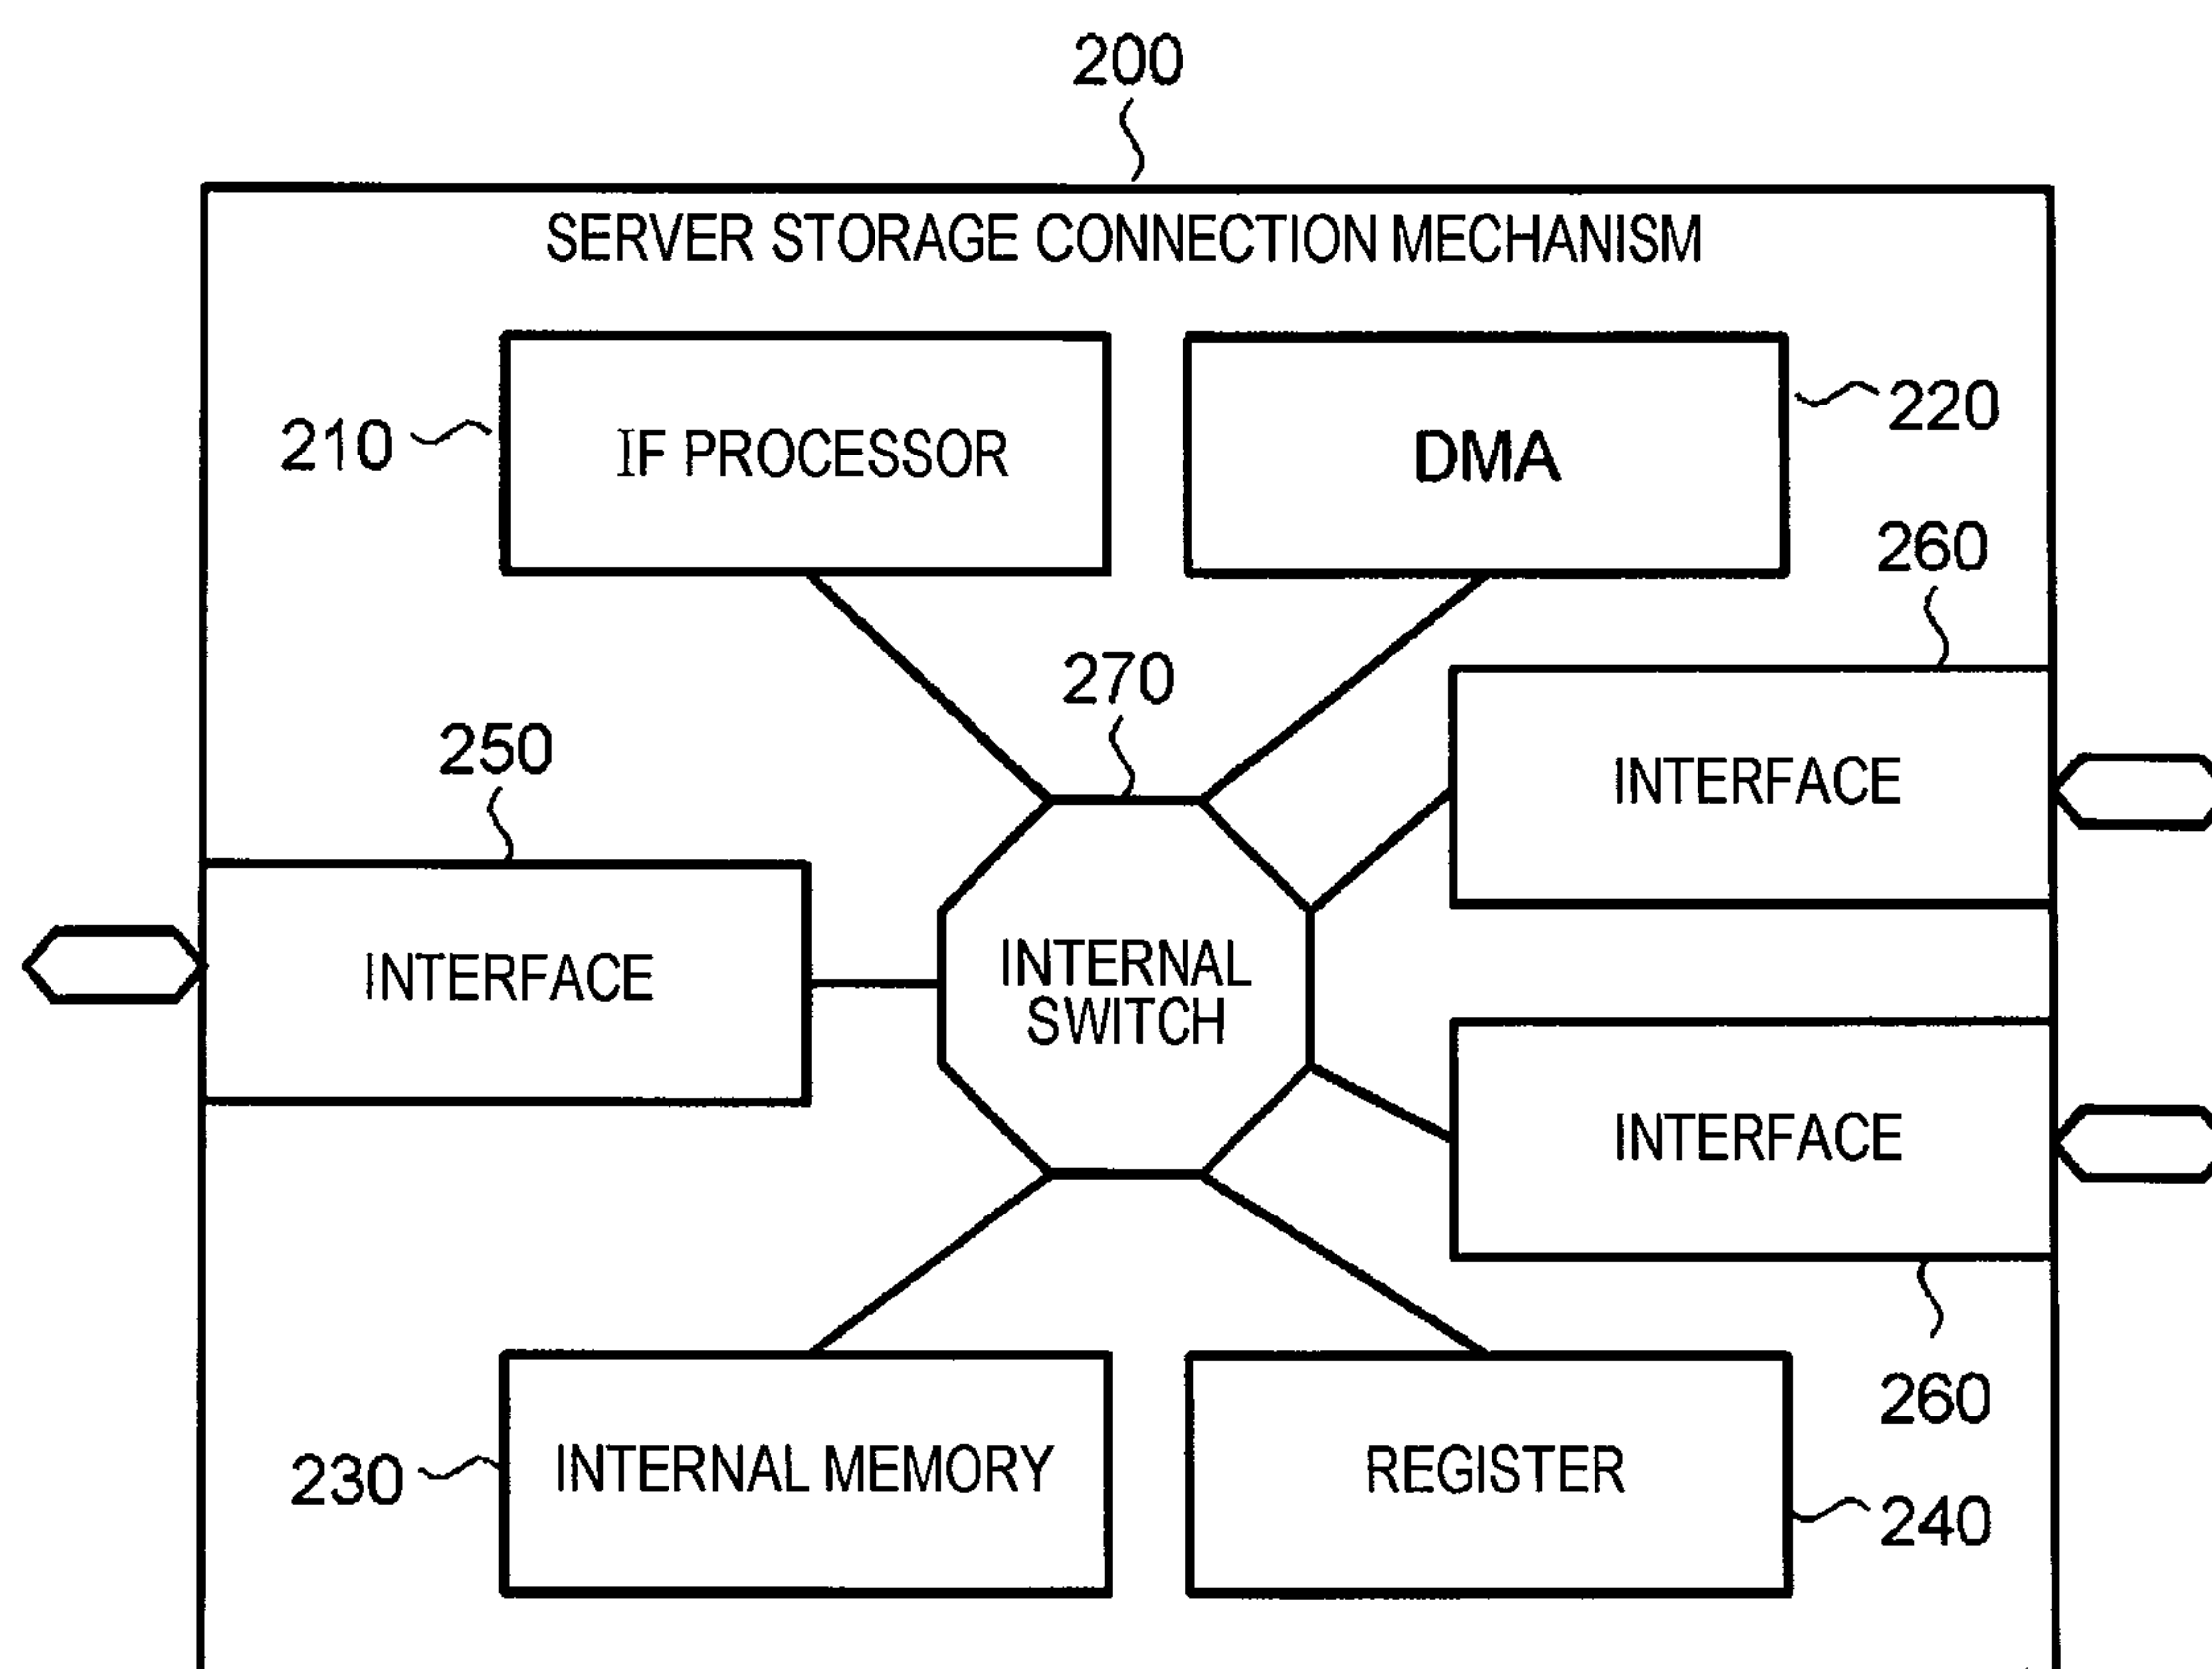 200
SERVER STORAGE CONNECTION MECHANISM
210
IF PROCESSOR
DMA
220
260
270
250
INTERFACE
INTERFACE
INTERNAL
SWITCH
INTERFACE
260
230
INTERNAL MEMORY
REGISTER
240